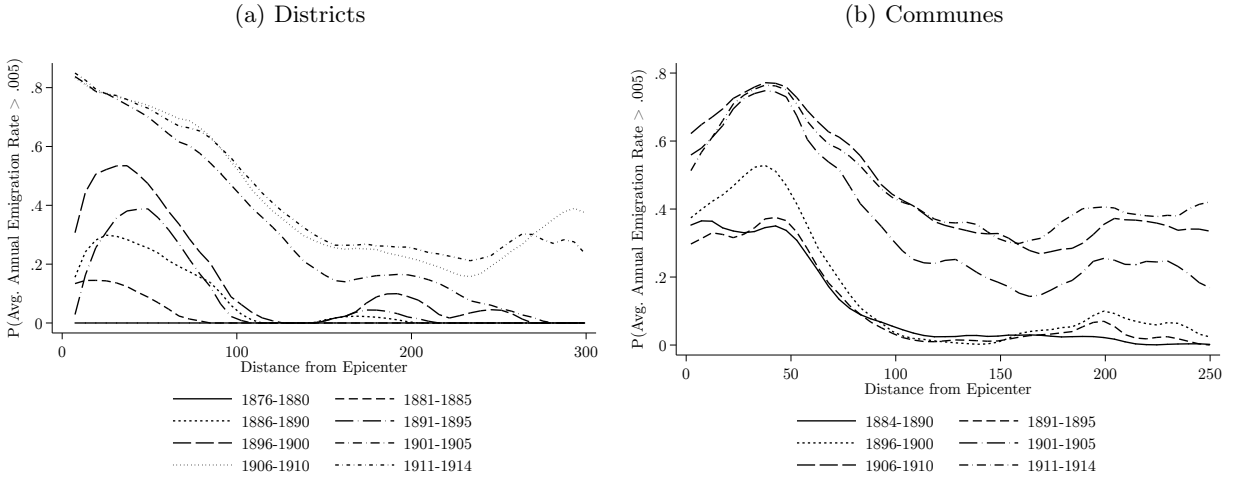 (a) Districts
P(Avg. Annual Emigration Rate > .005)
.8
.6
.4
.2
0
0 100 200 300
Distance from Epicenter
1876-1880 1881-1885
1886-1890 1891-1895
1896-1900 1901-1905
1906-1910 1911-1914
(b) Communes
P(Avg. Annual Emigration Rate > .005)
.8
.6
.4
.2
0
0 50 100 150 200 250
Distance from Epicenter
1884-1890 1891-1895
1896-1900 1901-1905
1906-1910 1911-1914